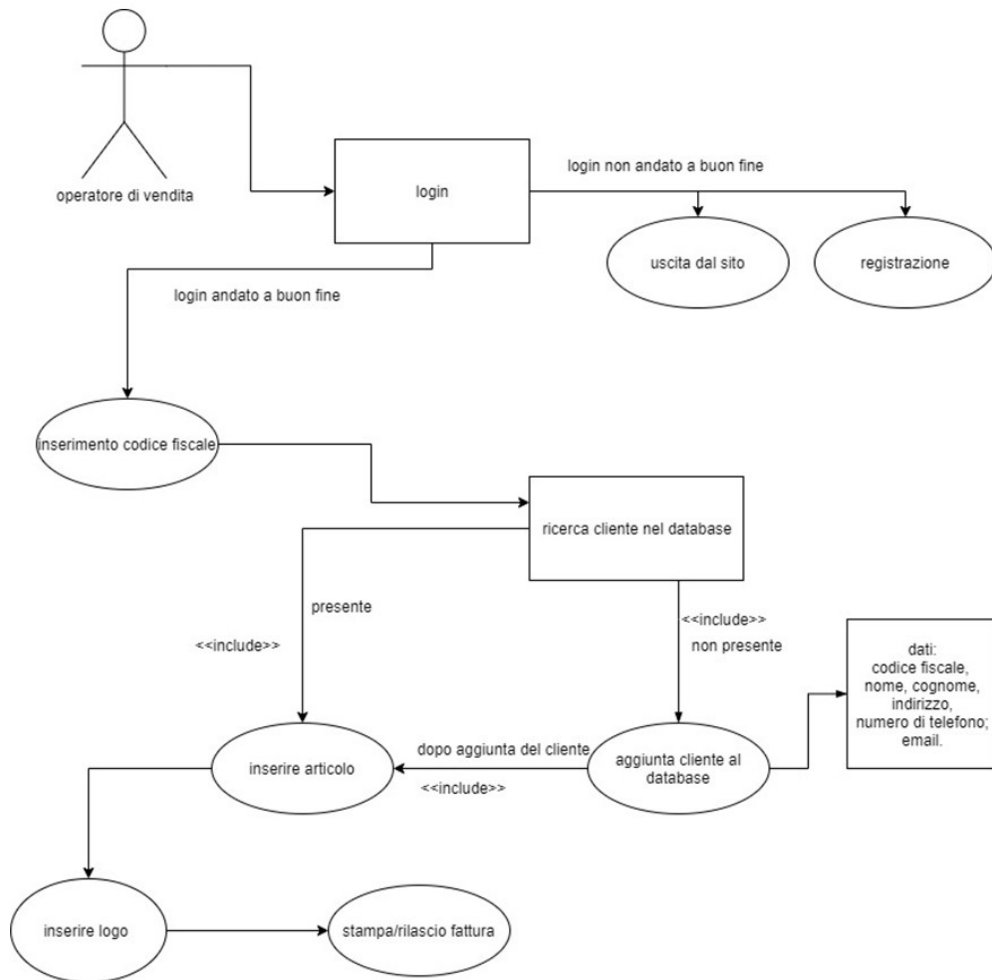 operatore di vendita
login
login non andato a buon fine
uscita dal sito
registrazione
login andato a buon fine
inserimento codice fiscale
ricerca cliente nel database
presente
<<include>>
<<include>>
non presente
dati:
codice fiscale,
nome, cognome,
indirizzo,
numero di telefono;
email.
dopo aggiunta del cliente
<<include>>
inserire articolo
aggiunta cliente al
database
inserire logo
stampa/rilascio fattura